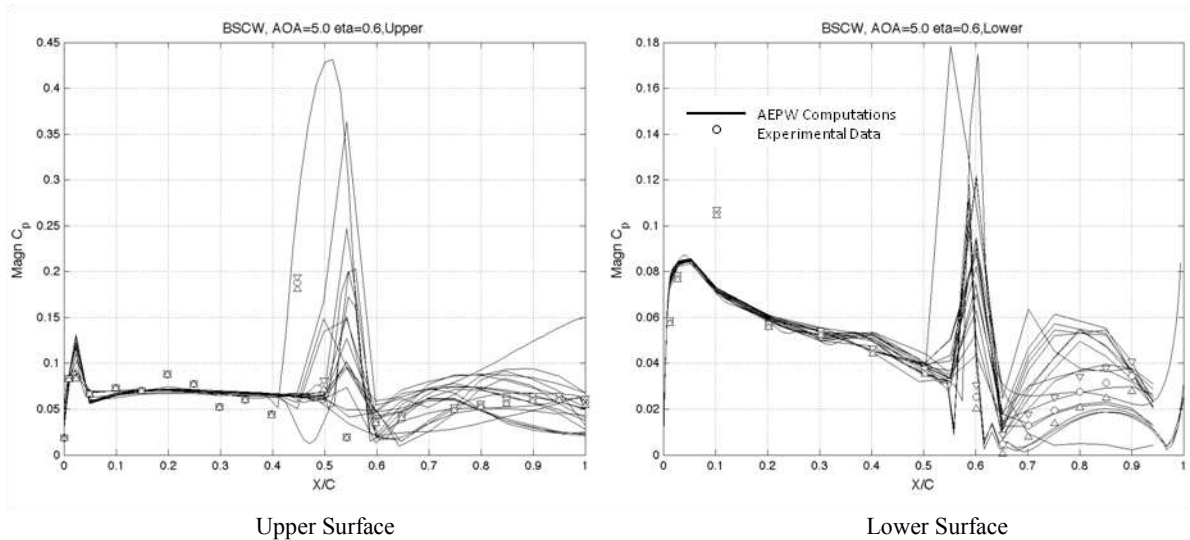 BSCW, AOA=5.0 eta=0.6,Upper
0.45
0.4
0.35
0.3
0.25
0.2
0.15
0.1
0.05
0
Magn C_p
0 0.1 0.2 0.3 0.4 0.5 0.6 0.7 0.8 0.9 1
X/C
Upper Surface
BSCW, AOA=5.0 eta=0.6,Lower
0.18
0.16
0.14
0.12
0.1
0.08
0.06
0.04
0.02
0
Magn C_p
AEPW Computations
Experimental Data
0 0.1 0.2 0.3 0.4 0.5 0.6 0.7 0.8 0.9 1
X/C
Lower Surface